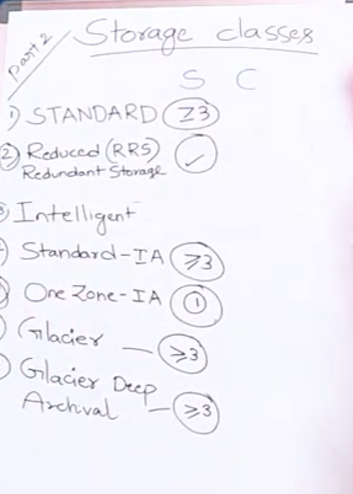 Part 2
Storage classes
S C
1) STANDARD ≥3
2) Reduced (RRS) ✓
Redundant Storage
3) Intelligent
Standard-IA ≥3
One Zone-IA 1
Glacier — ≥3
Glacier Deep
Archival — ≥3